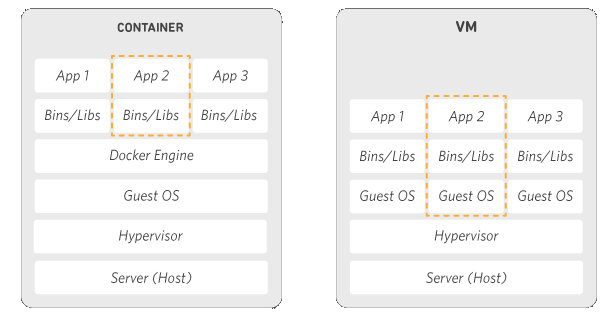 CONTAINER
App 1 App 2 App 3
Bins/Libs Bins/Libs Bins/Libs
Docker Engine
Guest OS
Hypervisor
Server (Host)
VM
App 1 App 2 App 3
Bins/Libs Bins/Libs Bins/Libs
Guest OS Guest OS Guest OS
Hypervisor
Server (Host)